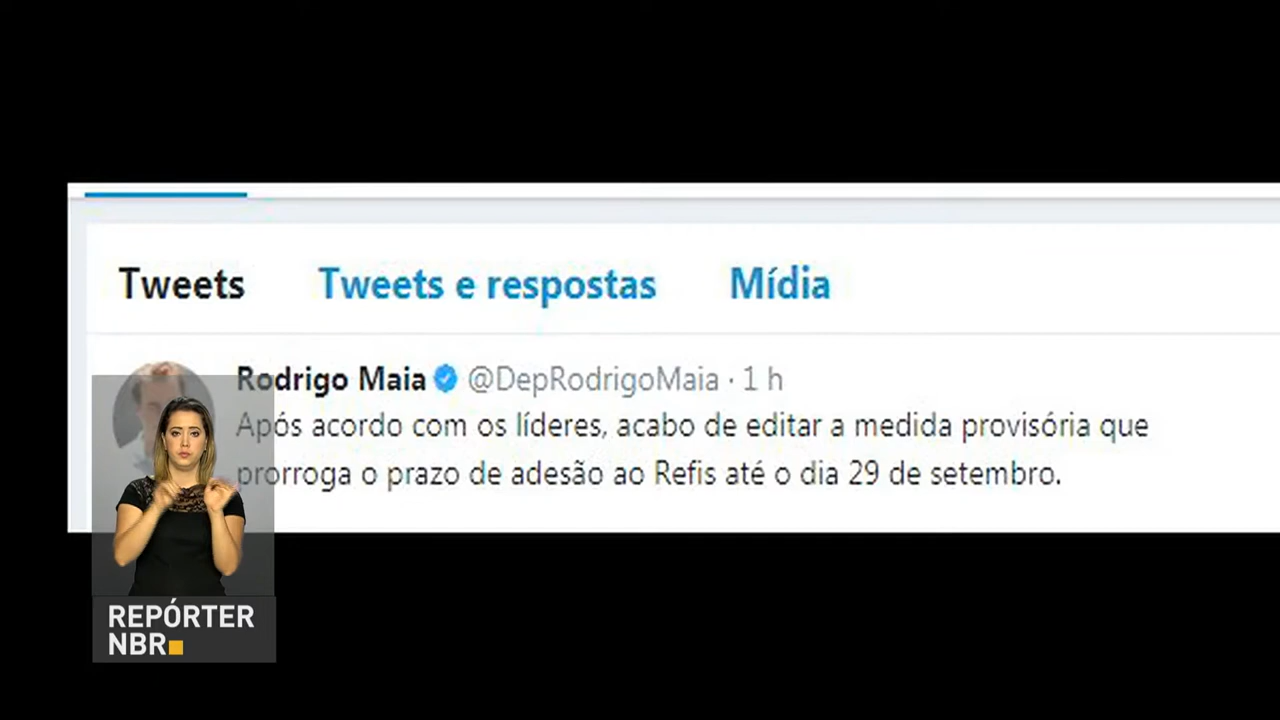 Tweets Tweets e respostas Mídia
Rodrigo Maia @DepRodrigoMaia · 1 h
Após acordo com os líderes, acabo de editar a medida provisória que
prorroga o prazo de adesão ao Refis até o dia 29 de setembro.
REPÓRTER
NBR